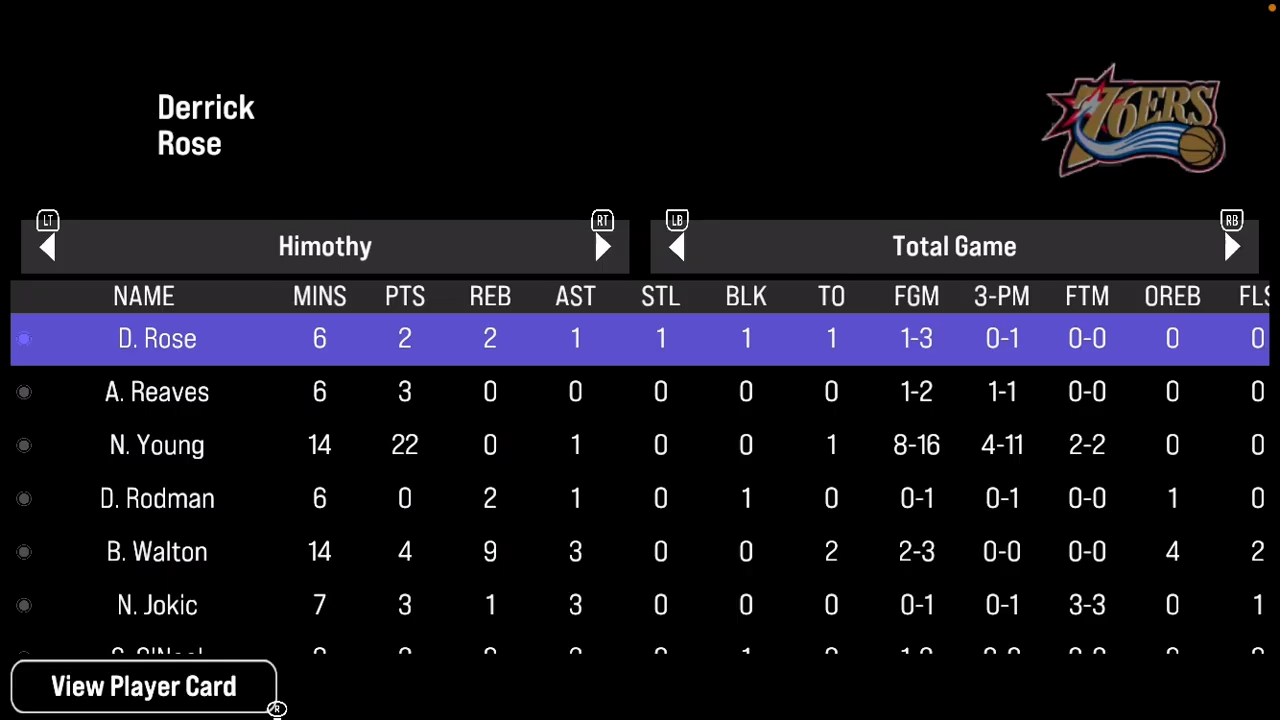 Derrick
Rose
76ERS
LT RT LB RB
Himothy Total Game
NAME MINS PTS REB AST STL BLK TO FGM 3-PM FTM OREB
D. Rose 6 2 2 1 1 1 1 1-3 0-1 0-0 0 0
A. Reaves 6 3 0 0 0 0 0 1-2 1-1 0-0 0 0
N. Young 14 22 0 1 0 0 1 8-16 4-11 2-2 0 0
D. Rodman 6 0 2 1 0 1 0 0-1 0-1 0-0 1 0
B. Walton 14 4 9 3 0 0 2 2-3 0-0 0-0 4 2
N. Jokic 7 3 1 3 0 0 0 0-1 0-1 3-3 0 1
View Player Card
R